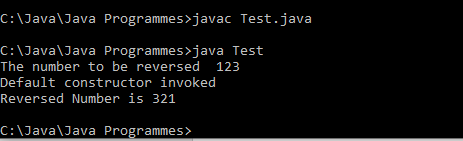 C:\Java\Java Programmes>javac Test.java
C:\Java\Java Programmes>java Test
The number to be reversed  123
Default constructor invoked
Reversed Number is 321
C:\Java\Java Programmes>